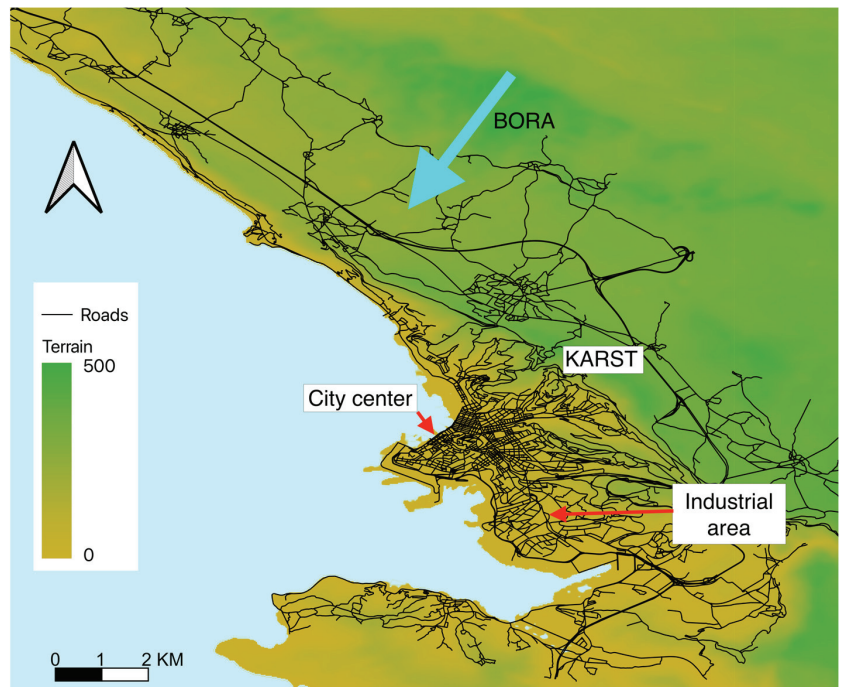 BORA
Roads
Terrain
500
0
KARST
City center
Industrial
area
0 1 2 KM